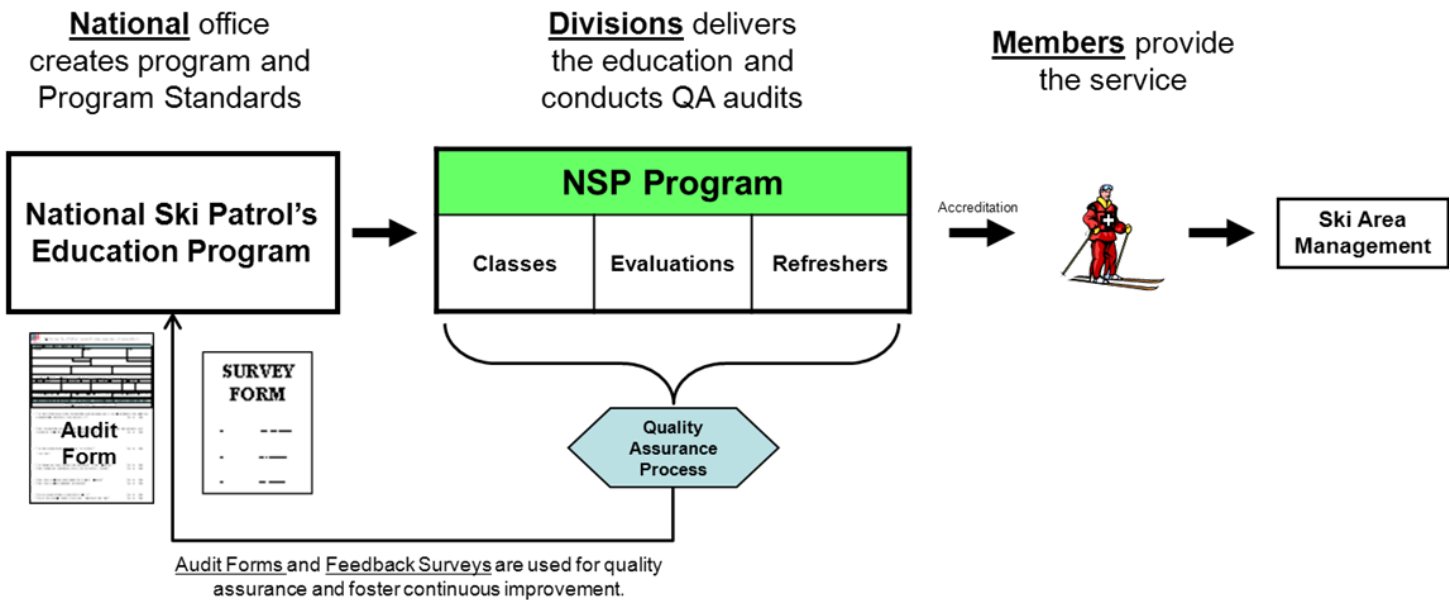 National office
creates program and
Program Standards
Divisions delivers
the education and
conducts QA audits
Members provide
the service
National Ski Patrol's
Education Program
NSP Program
Classes
Evaluations
Refreshers
Accreditation
Ski Area
Management
Audit
Form
SURVEY
FORM
Quality
Assurance
Process
Audit Forms and Feedback Surveys are used for quality
assurance and foster continuous improvement.